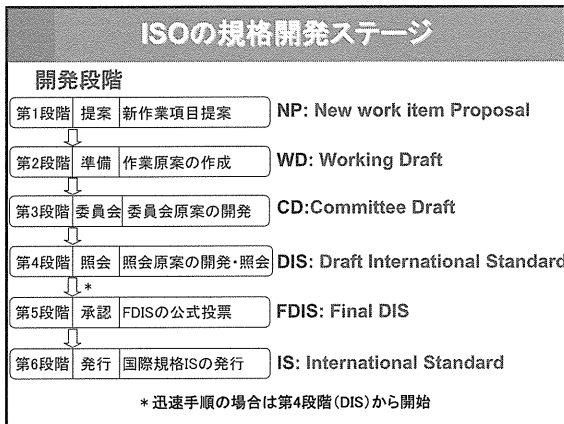 ISOの規格開発ステージ
開発段階
第1段階 提案 新作業項目提案 NP: New work item Proposal
第2段階 準備 作業原案の作成 WD: Working Draft
第3段階 委員会 委員会原案の開発 CD:Committee Draft
第4段階 照会 照会原案の開発・照会 DIS: Draft International Standard
*
第5段階 承認 FDISの公式投票 FDIS: Final DIS
第6段階 発行 国際規格ISの発行 IS: International Standard
* 迅速手順の場合は第4段階(DIS)から開始